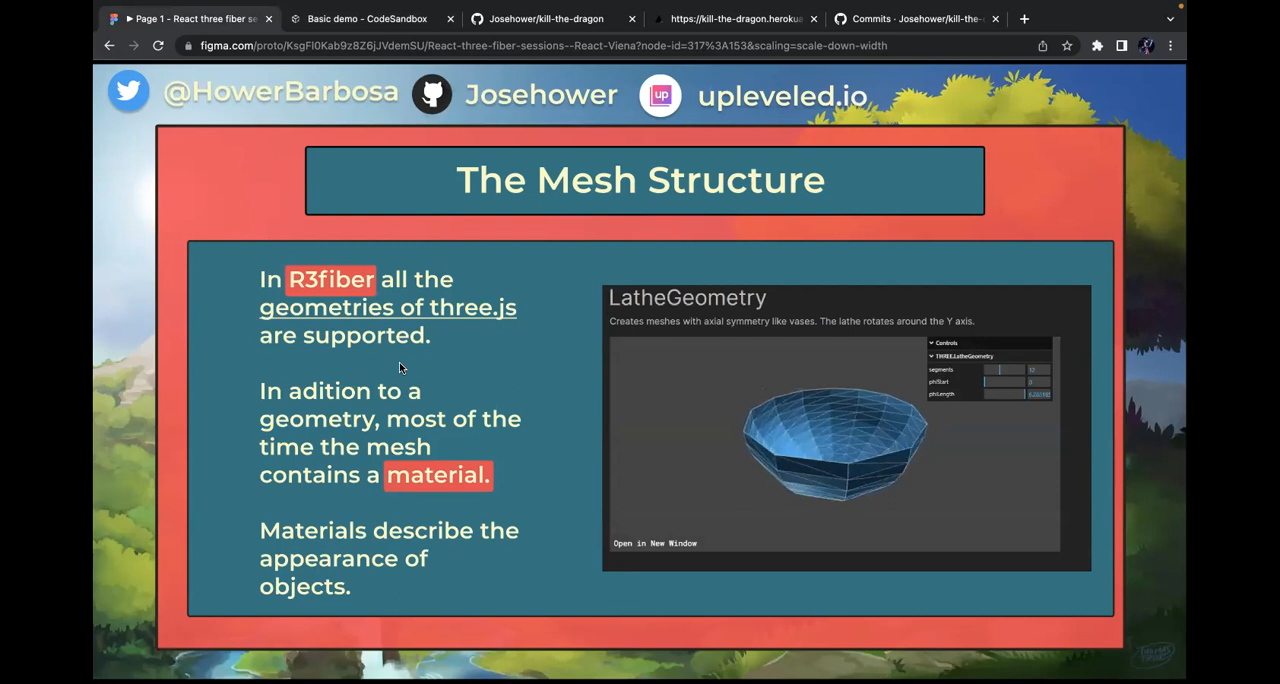 Page 1 - React three fiber se
Basic demo - CodeSandbox
Josehower/kill-the-dragon
https://kill-the-dragon.heroku
Commits · Josehower/kill-the-
figma.com/proto/KsgFl0Kab9z8Z6jJVdemSU/React-three-fiber-sessions--React-Viena?node-id=317%3A153&scaling=scale-down-width
@HowerBarbosa
Josehower
up
upleveled.io
The Mesh Structure
In R3fiber all the
geometries of three.js
are supported.
In adition to a
geometry, most of the
time the mesh
contains a material.
Materials describe the
appearance of
objects.
LatheGeometry
Creates meshes with axial symmetry like vases. The lathe rotates around the Y axis.
Controls
THREE.LatheGeometry
segments 12
phiStart 0
phiLength
Open in New Window